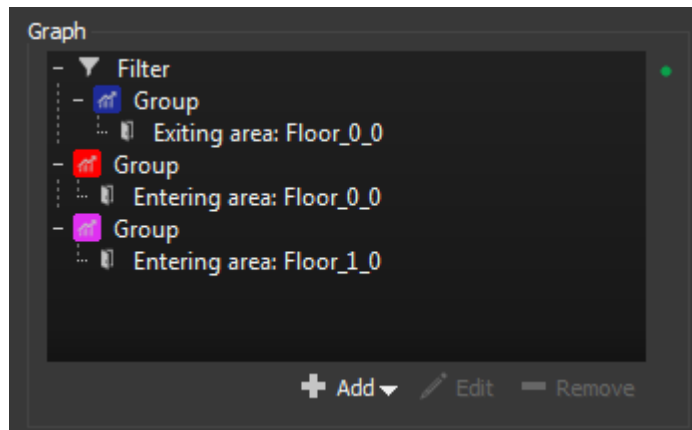 Graph
Filter
Group
Exiting area: Floor_0_0
Group
Entering area: Floor_0_0
Group
Entering area: Floor_1_0
Add Edit Remove